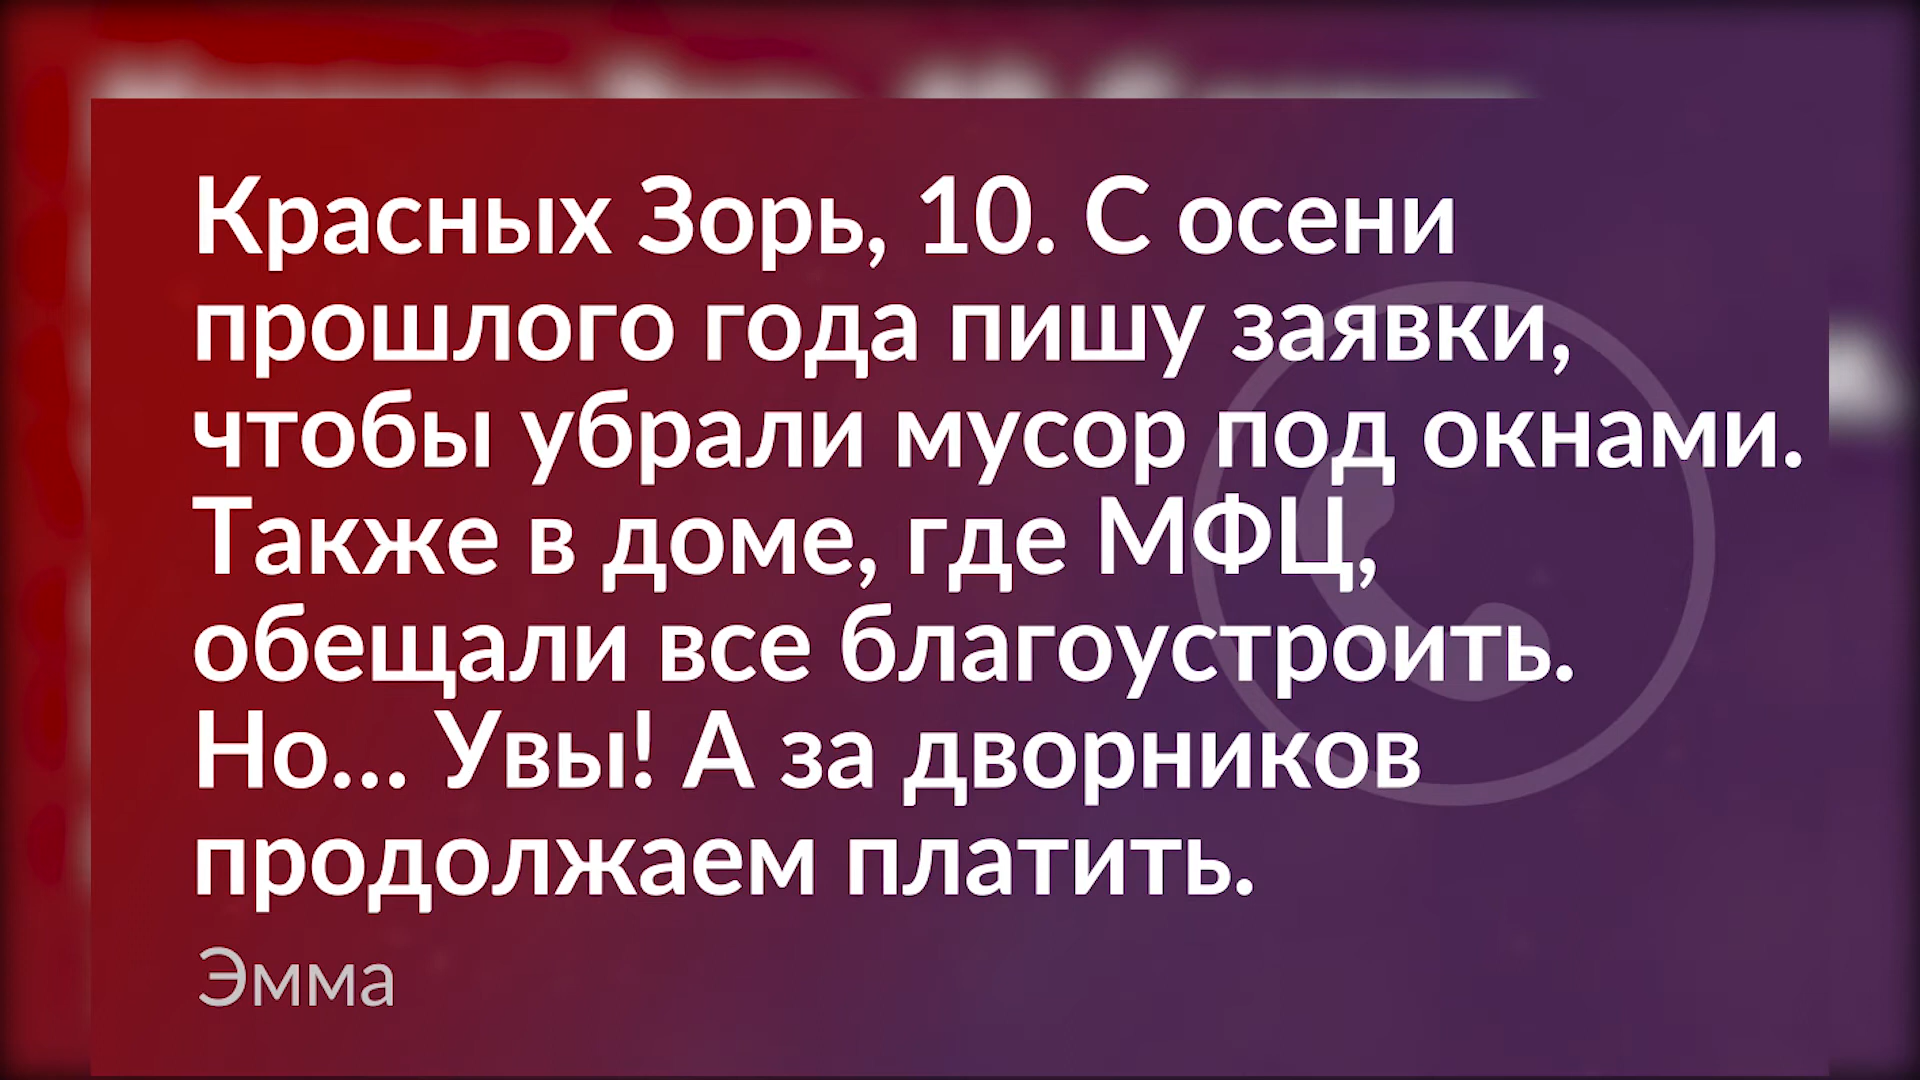 Красных Зорь, 10. С осени
прошлого года пишу заявки,
чтобы убрали мусор под окнами.
Также в доме, где МФЦ,
обещали все благоустроить.
Но... Увы! А за дворников
продолжаем платить.
Эмма